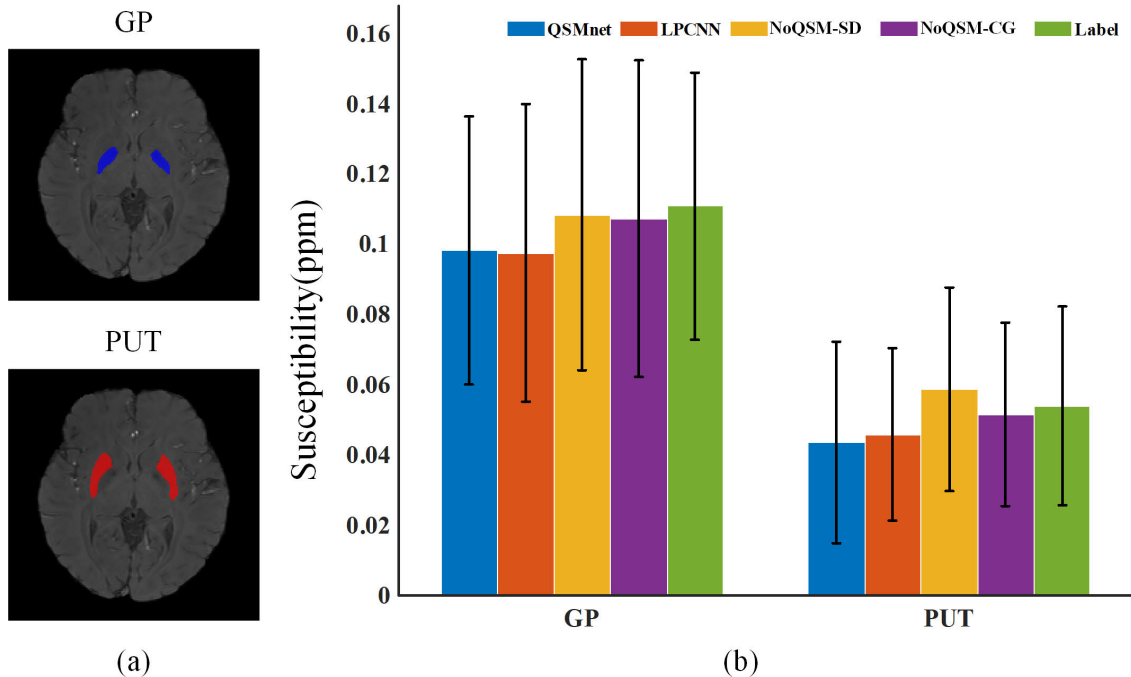 GP
PUT
(a)
QSMnet LPCNN NoQSM-SD NoQSM-CG Label
Susceptibility(ppm)
0.16
0.14
0.12
0.1
0.08
0.06
0.04
0.02
0
GP PUT
(b)